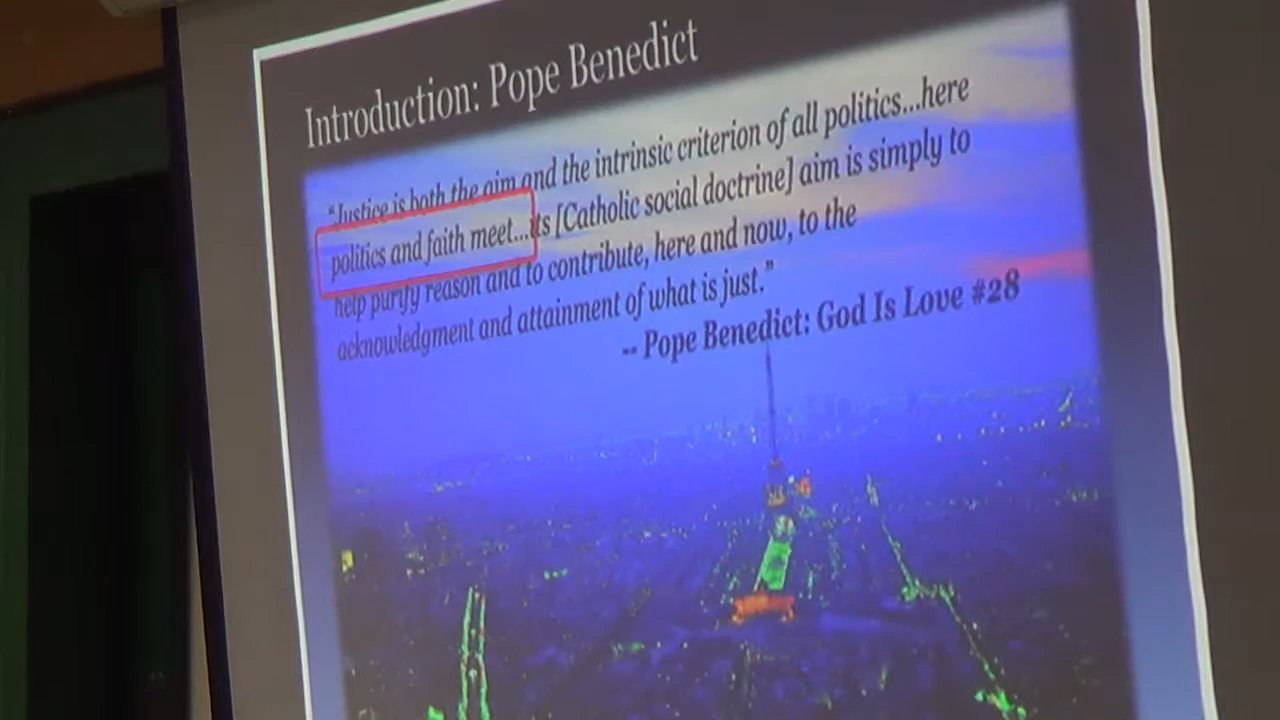 Introduction: Pope Benedict
“Justice is both the aim and the intrinsic criterion of all politics...here
politics and faith meet...its [Catholic social doctrine] aim is simply to
help purify reason and to contribute, here and now, to the
acknowledgment and attainment of what is just.”
-- Pope Benedict: God Is Love #28